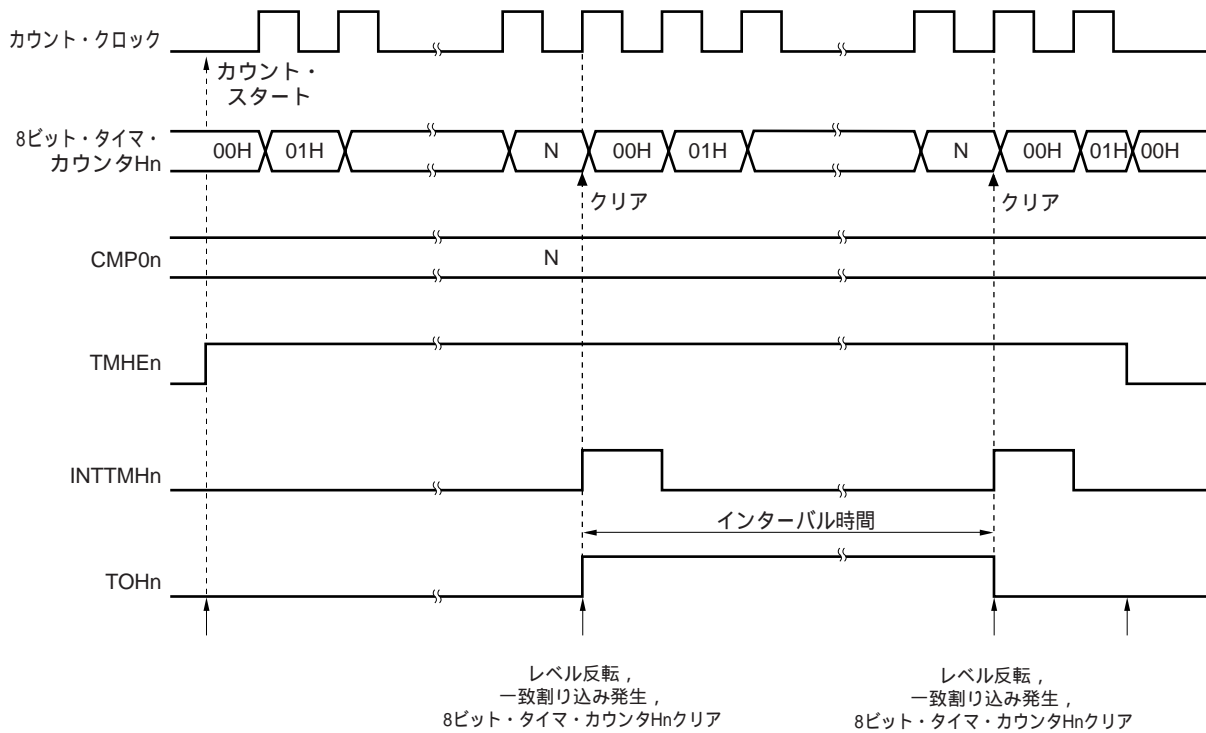 カウント・クロック
カウント・
スタート
8ビット・タイマ・
カウンタHn
00H 01H N 00H 01H N 00H 01H 00H
クリア クリア
CMP0n N
TMHEn
INTTMHn
インターバル時間
TOHn
レベル反転,
一致割り込み発生,
8ビット・タイマ・カウンタHnクリア
レベル反転,
一致割り込み発生,
8ビット・タイマ・カウンタHnクリア